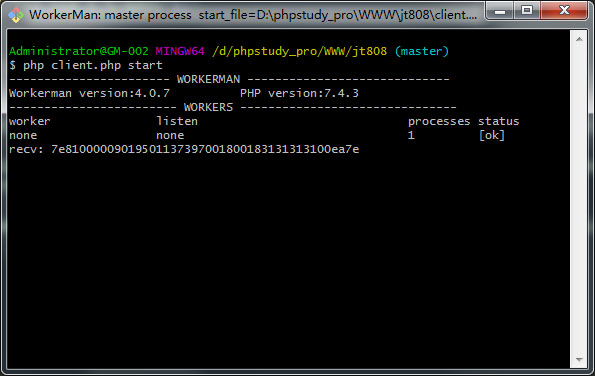 WorkerMan: master process  start_file=D:\phpstudy_pro\WWW\jt808\client....
Administrator@GM-002 MINGW64 /d/phpstudy_pro/WWW/jt808 (master)
$ php client.php start
----------------------- WORKERMAN -----------------------------
Workerman version:4.0.7          PHP version:7.4.3
------------------------ WORKERS -------------------------------
worker               listen                              processes status
none                 none                                1         [ok]
recv: 7e8100000901950113739700180018313131313100ea7e